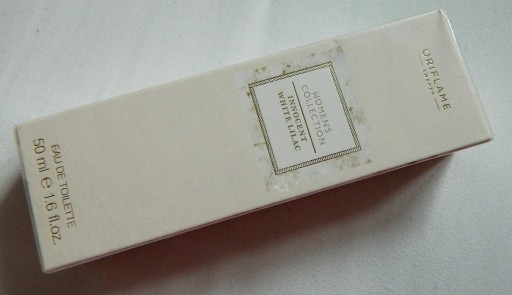 ORIFLAME
SWEDEN
WOMEN'S
COLLECTION
INNOCENT
WHITE LILAC
EAU DE TOILETTE
50 ml e 1.6 fl.oz.